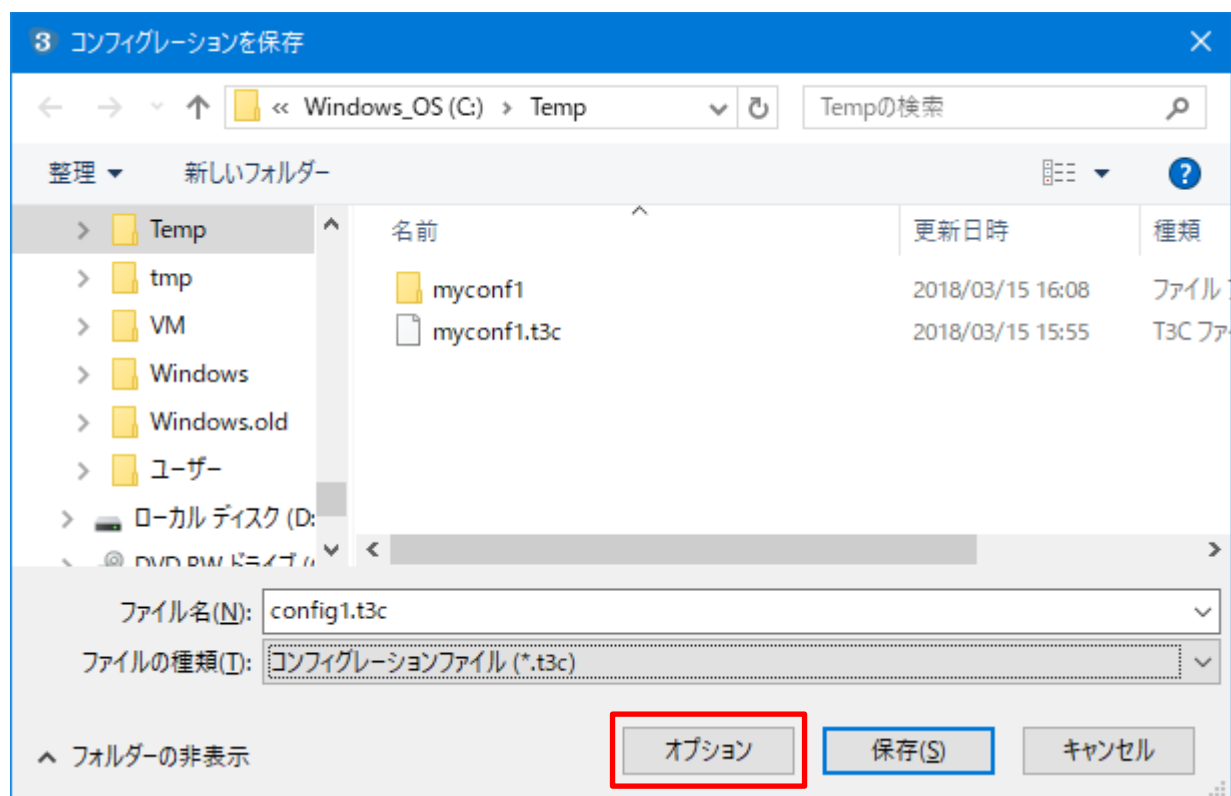 3 コンフィグレーションを保存
« Windows_OS (C:) > Temp Tempの検索
整理 新しいフォルダー ?
Temp
tmp
VM
Windows
Windows.old
ユーザー
ローカル ディスク (D:
名前 更新日時 種類
myconf1 2018/03/15 16:08 ファイル
myconf1.t3c 2018/03/15 15:55 T3C ファ
ファイル名(N): config1.t3c
ファイルの種類(T): コンフィグレーションファイル (*.t3c)
フォルダーの非表示 オプション 保存(S) キャンセル